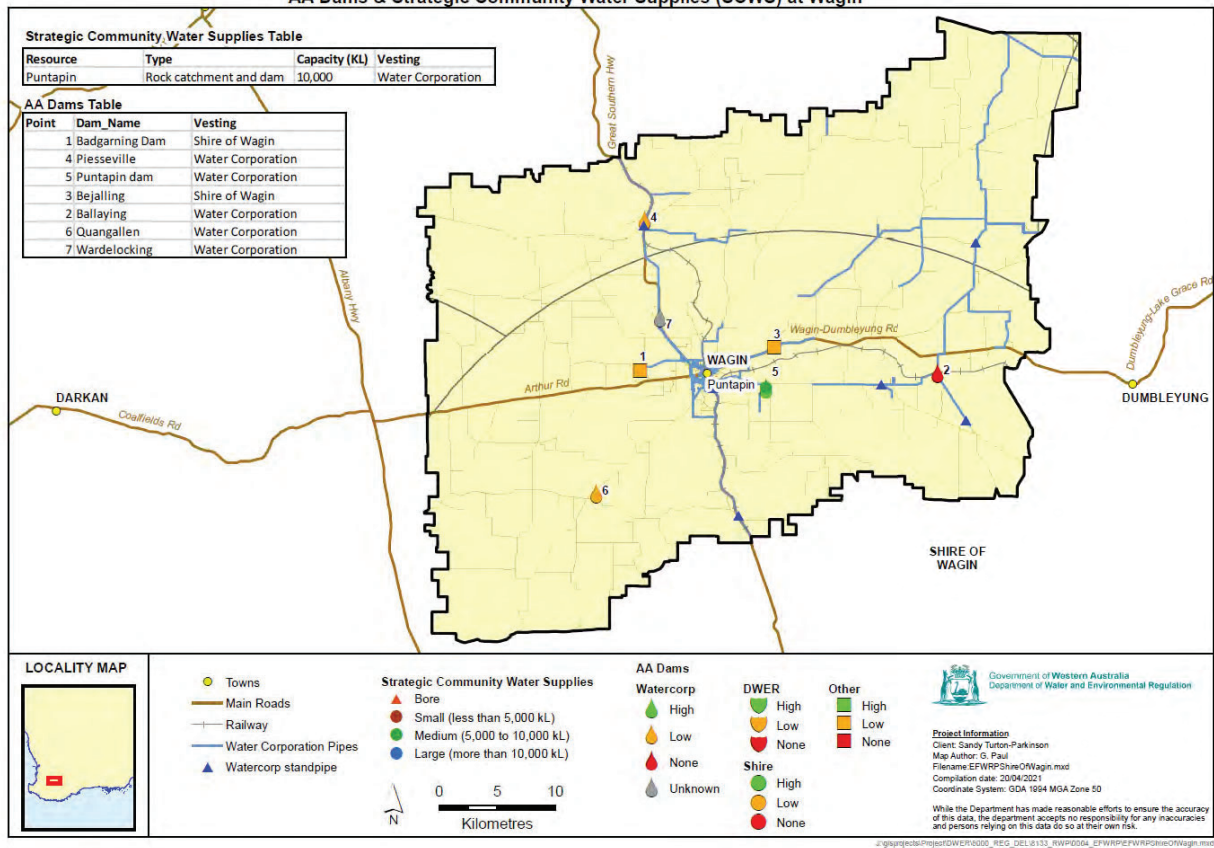 AA Dams & Strategic Community Water Supplies (SCWS) at Wagin
Strategic Community Water Supplies Table
Resource Type Capacity (KL) Vesting
Puntapin Rock catchment and dam 10,000 Water Corporation
AA Dams Table
Point Dam_Name Vesting
1 Badgarning Dam Shire of Wagin
4 Piesseville Water Corporation
5 Puntapin dam Water Corporation
3 Bejalling Shire of Wagin
2 Ballaying Water Corporation
6 Quangallen Water Corporation
7 Wardelocking Water Corporation
Great Southern Hwy
Albany Hwy
4
7
3
Wagin-Dumbleyung Rd
Dumbleyung-Lake Grace Rd
1
WAGIN
5
2
Puntapin
Arthur Rd
DARKAN
Coalfields Rd
DUMBLEYUNG
6
SHIRE OF
WAGIN
LOCALITY MAP
Towns
Main Roads
Railway
Water Corporation Pipes
Watercorp standpipe
Strategic Community Water Supplies
Bore
Small (less than 5,000 kL)
Medium (5,000 to 10,000 kL)
Large (more than 10,000 kL)
N
0 5 10
Kilometres
AA Dams
Watercorp
High
Low
None
Unknown
DWER
High
Low
None
Shire
High
Low
None
Other
High
Low
None
Government of Western Australia
Department of Water and Environmental Regulation
Project Information
Client: Sandy Turton-Parkinson
Map Author: G. Paul
Filename:EFWRPShireOfWagin.mxd
Compilation date: 20/04/2021
Coordinate System: GDA 1994 MGA Zone 50
While the Department has made reasonable efforts to ensure the accuracy
of this data, the department accepts no responsibility for any inaccuracies
and persons relying on this data do so at their own risk.